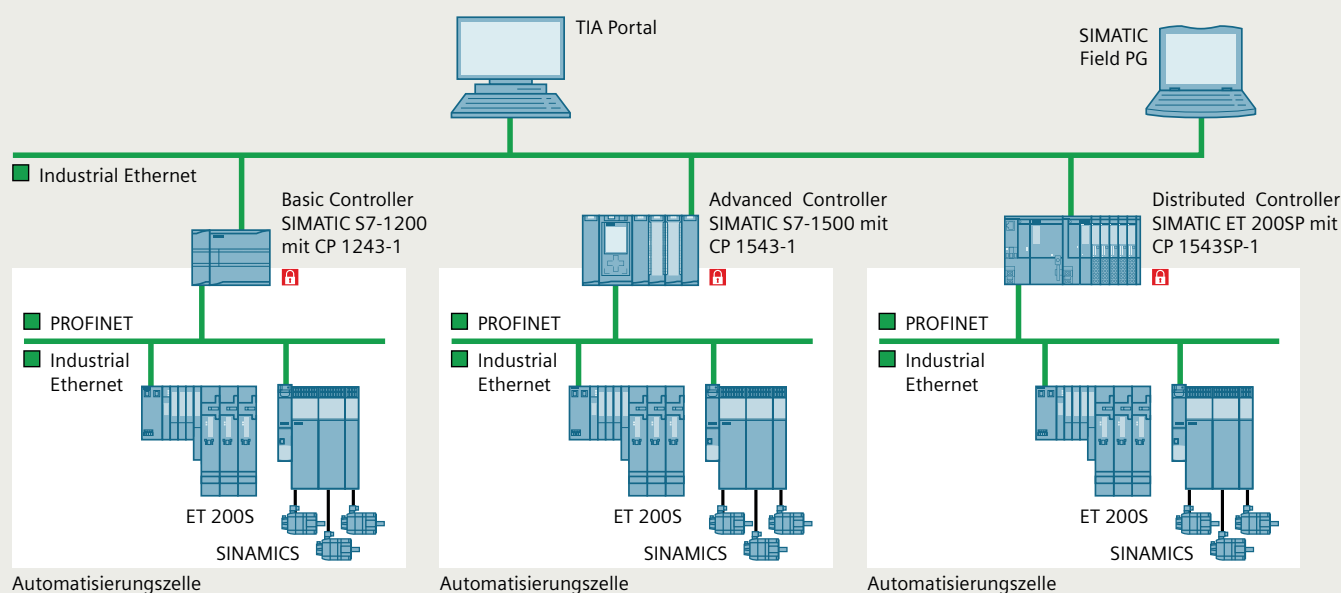 TIA Portal
SIMATIC
Field PG
Industrial Ethernet
Basic Controller
SIMATIC S7-1200
mit CP 1243-1
Advanced Controller
SIMATIC S7-1500 mit
CP 1543-1
Distributed Controller
SIMATIC ET 200SP mit
CP 1543SP-1
PROFINET
Industrial
Ethernet
ET 200S
SINAMICS
Automatisierungszelle
PROFINET
Industrial
Ethernet
ET 200S
SINAMICS
Automatisierungszelle
PROFINET
Industrial
Ethernet
ET 200S
SINAMICS
Automatisierungszelle